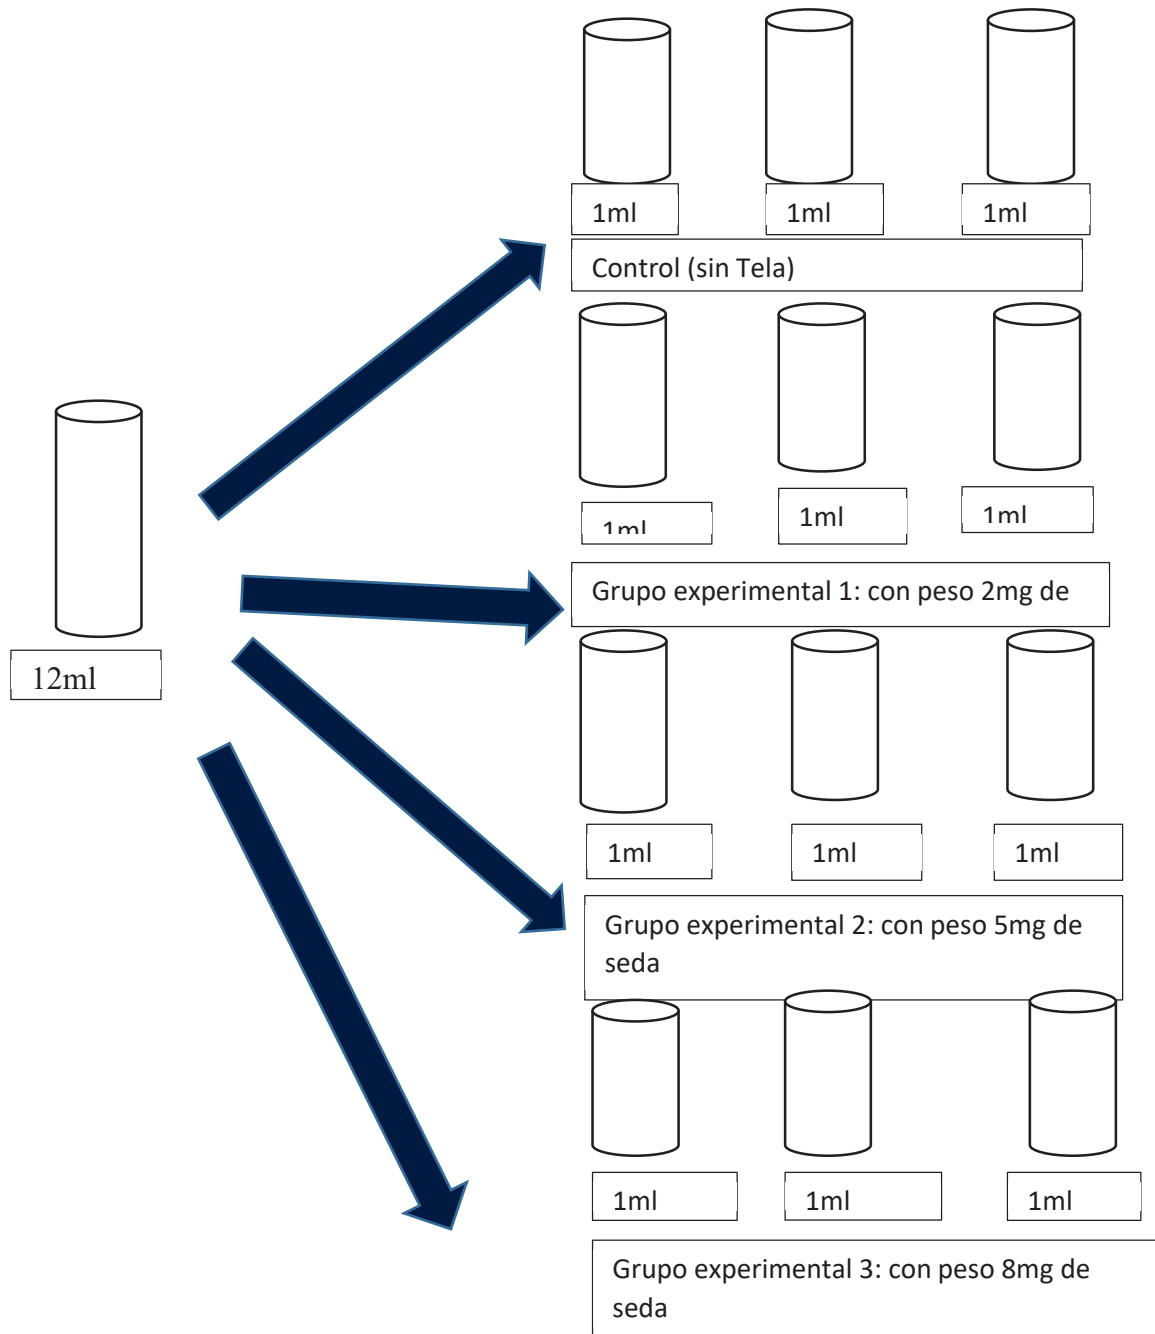 1ml
1ml
1ml
Control (sin Tela)
1ml
1ml
1ml
Grupo experimental 1: con peso 2mg de
12ml
1ml
1ml
1ml
Grupo experimental 2: con peso 5mg de
seda
1ml
1ml
1ml
Grupo experimental 3: con peso 8mg de
seda